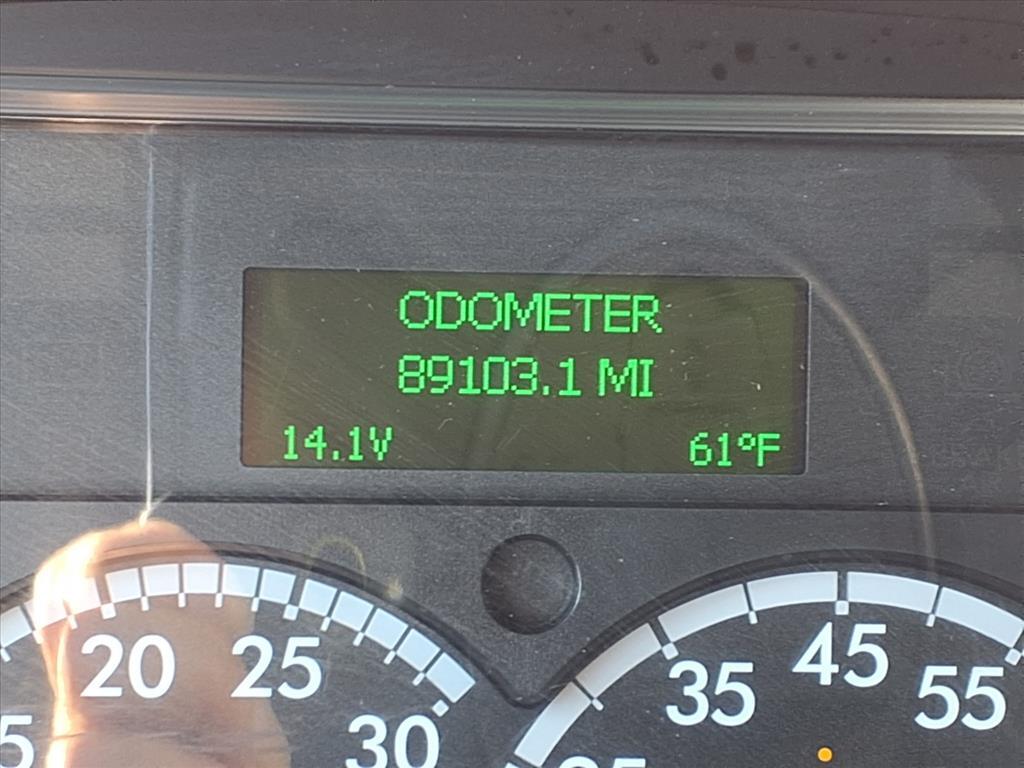 ODOMETER
89103.1 MI
14.1V 61°F
20 25 30
35 45 55